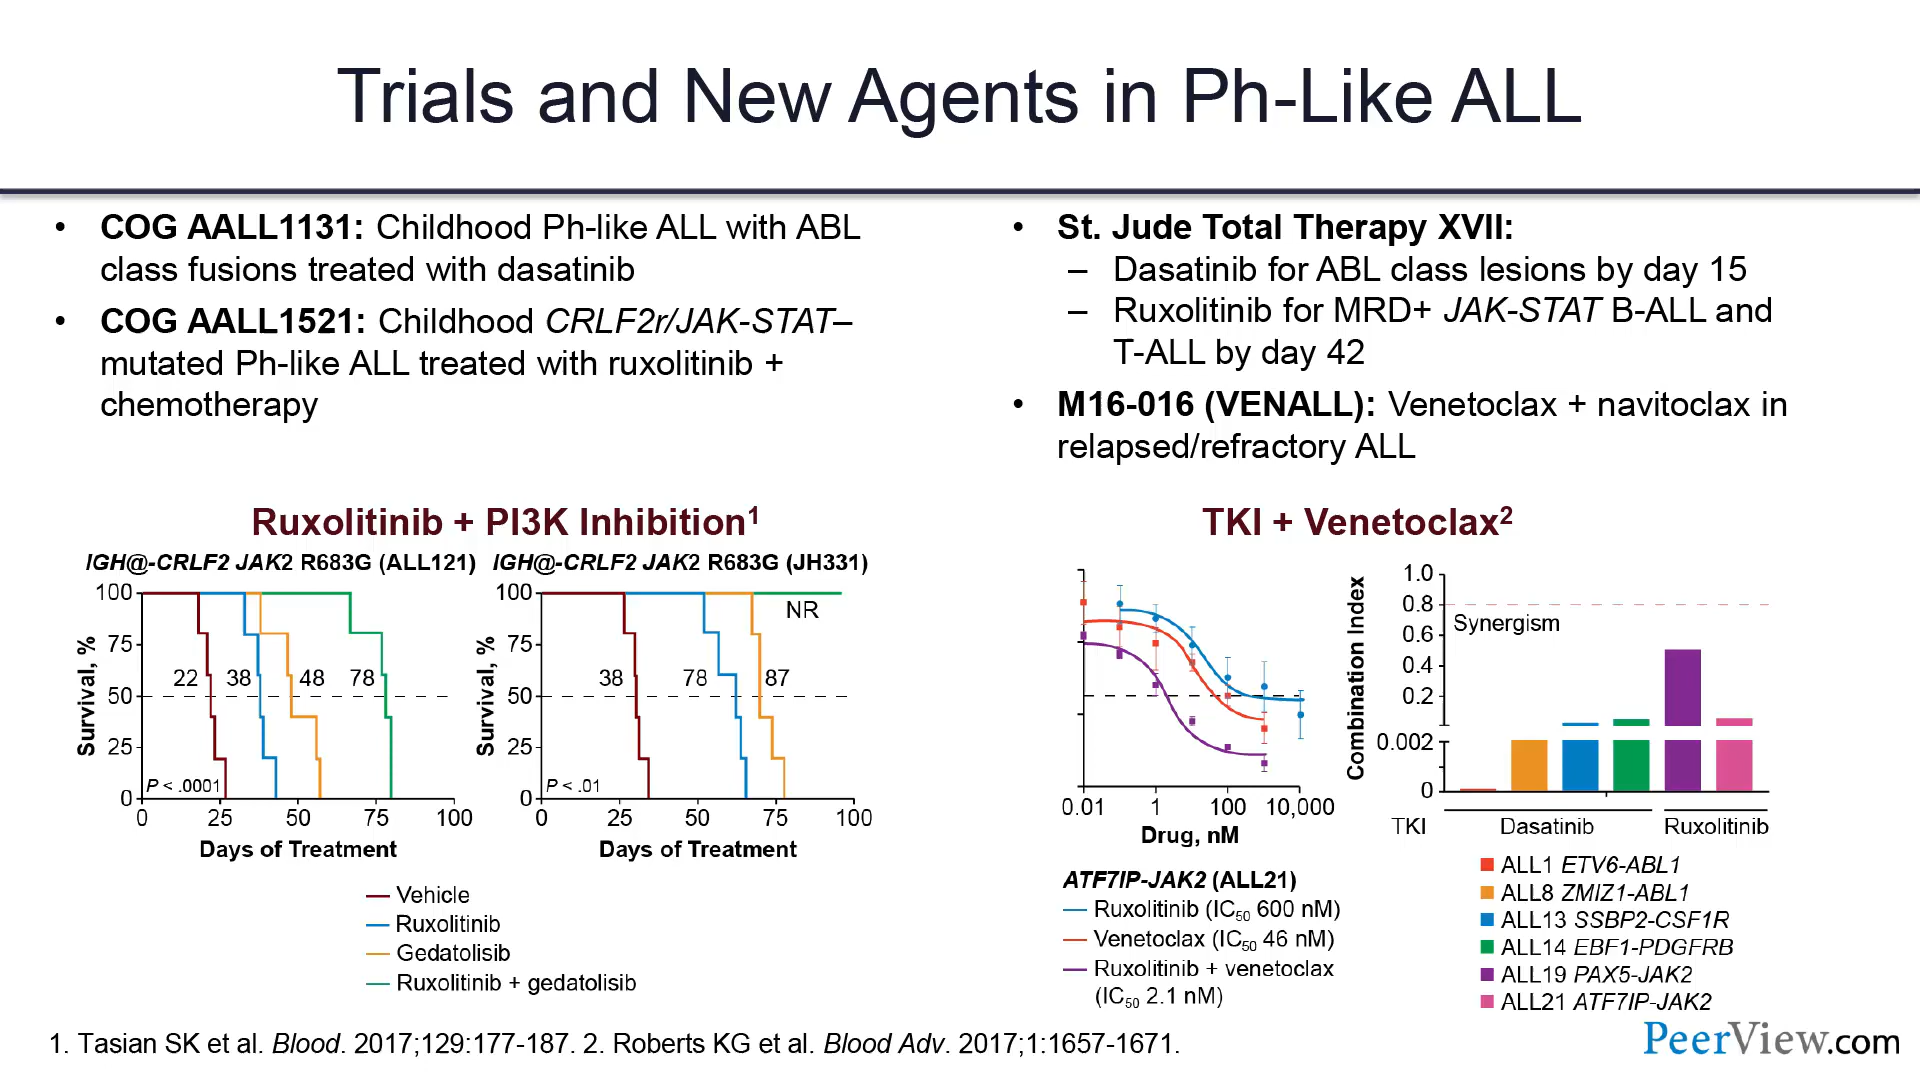 Trials and New Agents in Ph-Like ALL
• COG AALL1131: Childhood Ph-like ALL with ABL
class fusions treated with dasatinib
• COG AALL1521: Childhood CRLF2r/JAK-STAT–
mutated Ph-like ALL treated with ruxolitinib +
chemotherapy
• St. Jude Total Therapy XVII:
– Dasatinib for ABL class lesions by day 15
– Ruxolitinib for MRD+ JAK-STAT B-ALL and
T-ALL by day 42
• M16-016 (VENALL): Venetoclax + navitoclax in
relapsed/refractory ALL
Ruxolitinib + PI3K Inhibition1
IGH@-CRLF2 JAK2 R683G (ALL121)
Survival, %
100
75
50
25
0
22 38 48 78
P < .0001
0 25 50 75 100
Days of Treatment
IGH@-CRLF2 JAK2 R683G (JH331)
Survival, %
100
75
50
25
0
NR
38 78 87
P < .01
0 25 50 75 100
Days of Treatment
Vehicle
Ruxolitinib
Gedatolisib
Ruxolitinib + gedatolisib
TKI + Venetoclax2
0.01 1 100 10,000
Drug, nM
ATF7IP-JAK2 (ALL21)
Ruxolitinib (IC50 600 nM)
Venetoclax (IC50 46 nM)
Ruxolitinib + venetoclax
(IC50 2.1 nM)
Combination Index
1.0
0.8
0.6
0.4
0.2
0.002
0
Synergism
TKI Dasatinib Ruxolitinib
ALL1 ETV6-ABL1
ALL8 ZMIZ1-ABL1
ALL13 SSBP2-CSF1R
ALL14 EBF1-PDGFRB
ALL19 PAX5-JAK2
ALL21 ATF7IP-JAK2
1. Tasian SK et al. Blood. 2017;129:177-187. 2. Roberts KG et al. Blood Adv. 2017;1:1657-1671.
PeerView.com